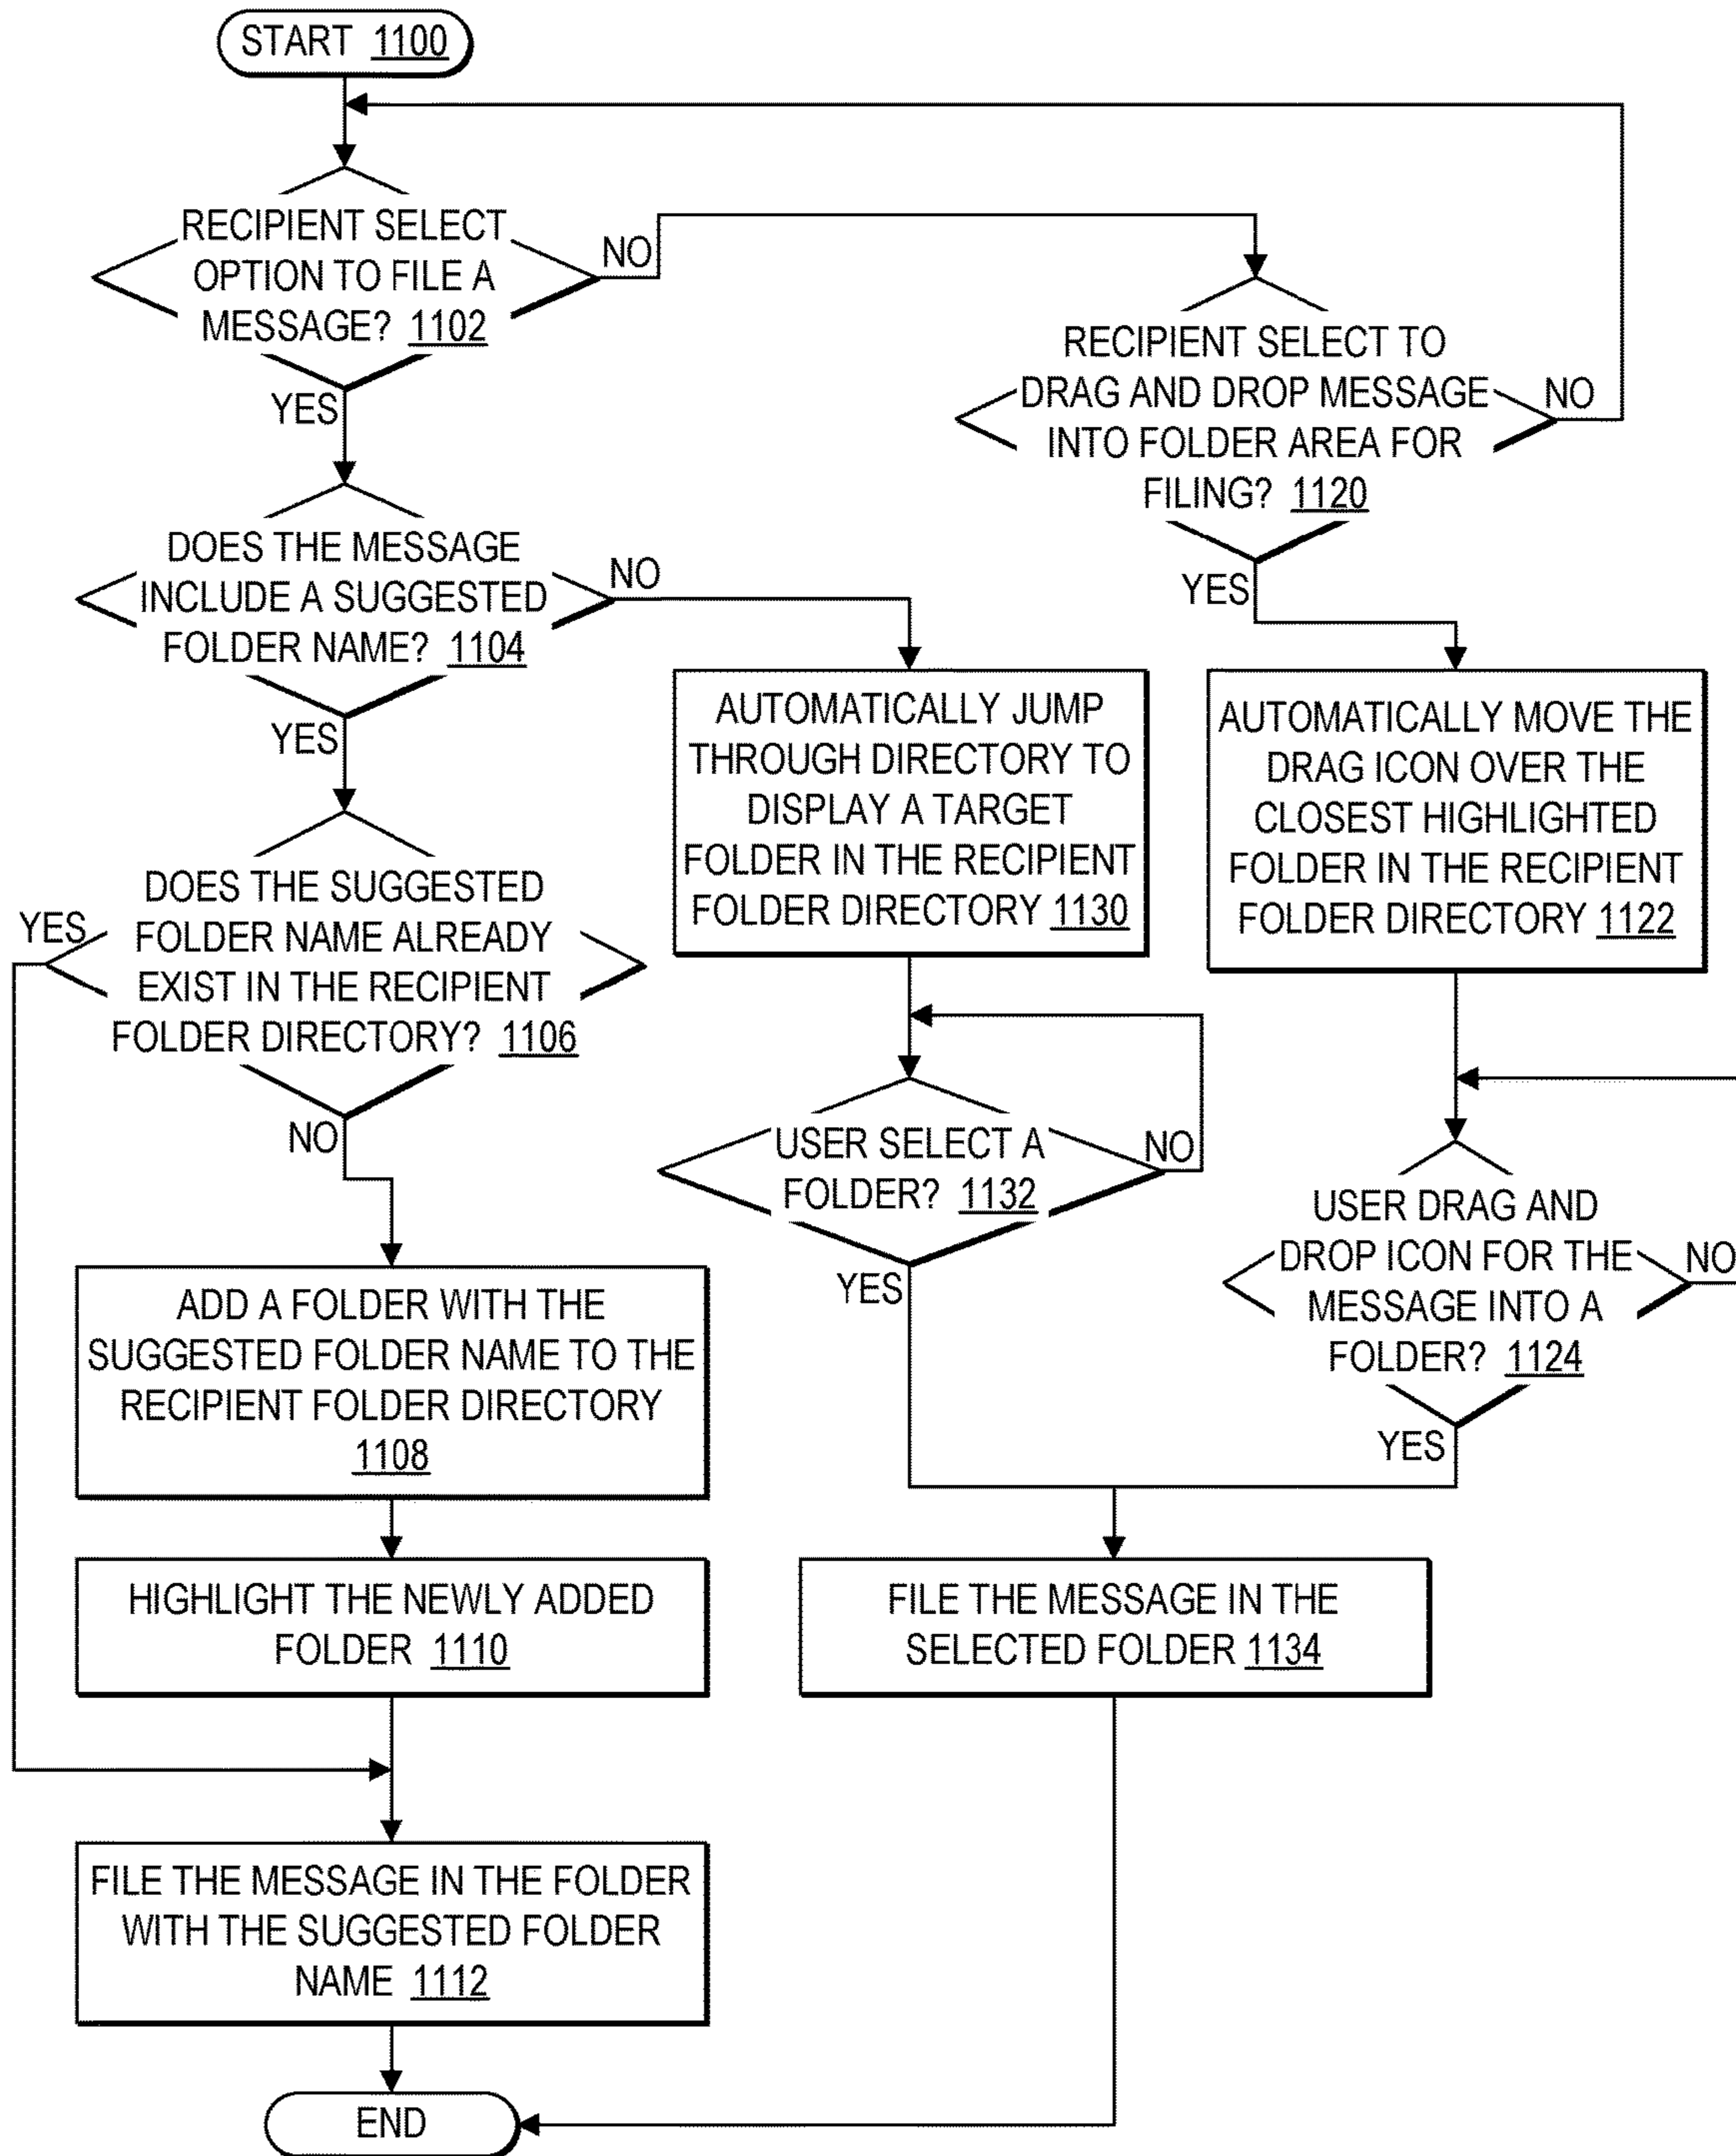 START 1100
RECIPIENT SELECT
OPTION TO FILE A
MESSAGE? 1102
NO
YES
RECIPIENT SELECT TO
DRAG AND DROP MESSAGE
INTO FOLDER AREA FOR
FILING? 1120
NO
YES
DOES THE MESSAGE
INCLUDE A SUGGESTED
FOLDER NAME? 1104
NO
YES
AUTOMATICALLY JUMP
THROUGH DIRECTORY TO
DISPLAY A TARGET
FOLDER IN THE RECIPIENT
FOLDER DIRECTORY 1130
AUTOMATICALLY MOVE THE
DRAG ICON OVER THE
CLOSEST HIGHLIGHTED
FOLDER IN THE RECIPIENT
FOLDER DIRECTORY 1122
YES
DOES THE SUGGESTED
FOLDER NAME ALREADY
EXIST IN THE RECIPIENT
FOLDER DIRECTORY? 1106
NO
USER SELECT A
FOLDER? 1132
NO
YES
USER DRAG AND
DROP ICON FOR THE
MESSAGE INTO A
FOLDER? 1124
NO
YES
ADD A FOLDER WITH THE
SUGGESTED FOLDER NAME TO THE
RECIPIENT FOLDER DIRECTORY
1108
HIGHLIGHT THE NEWLY ADDED
FOLDER 1110
FILE THE MESSAGE IN THE
SELECTED FOLDER 1134
FILE THE MESSAGE IN THE FOLDER
WITH THE SUGGESTED FOLDER
NAME 1112
END